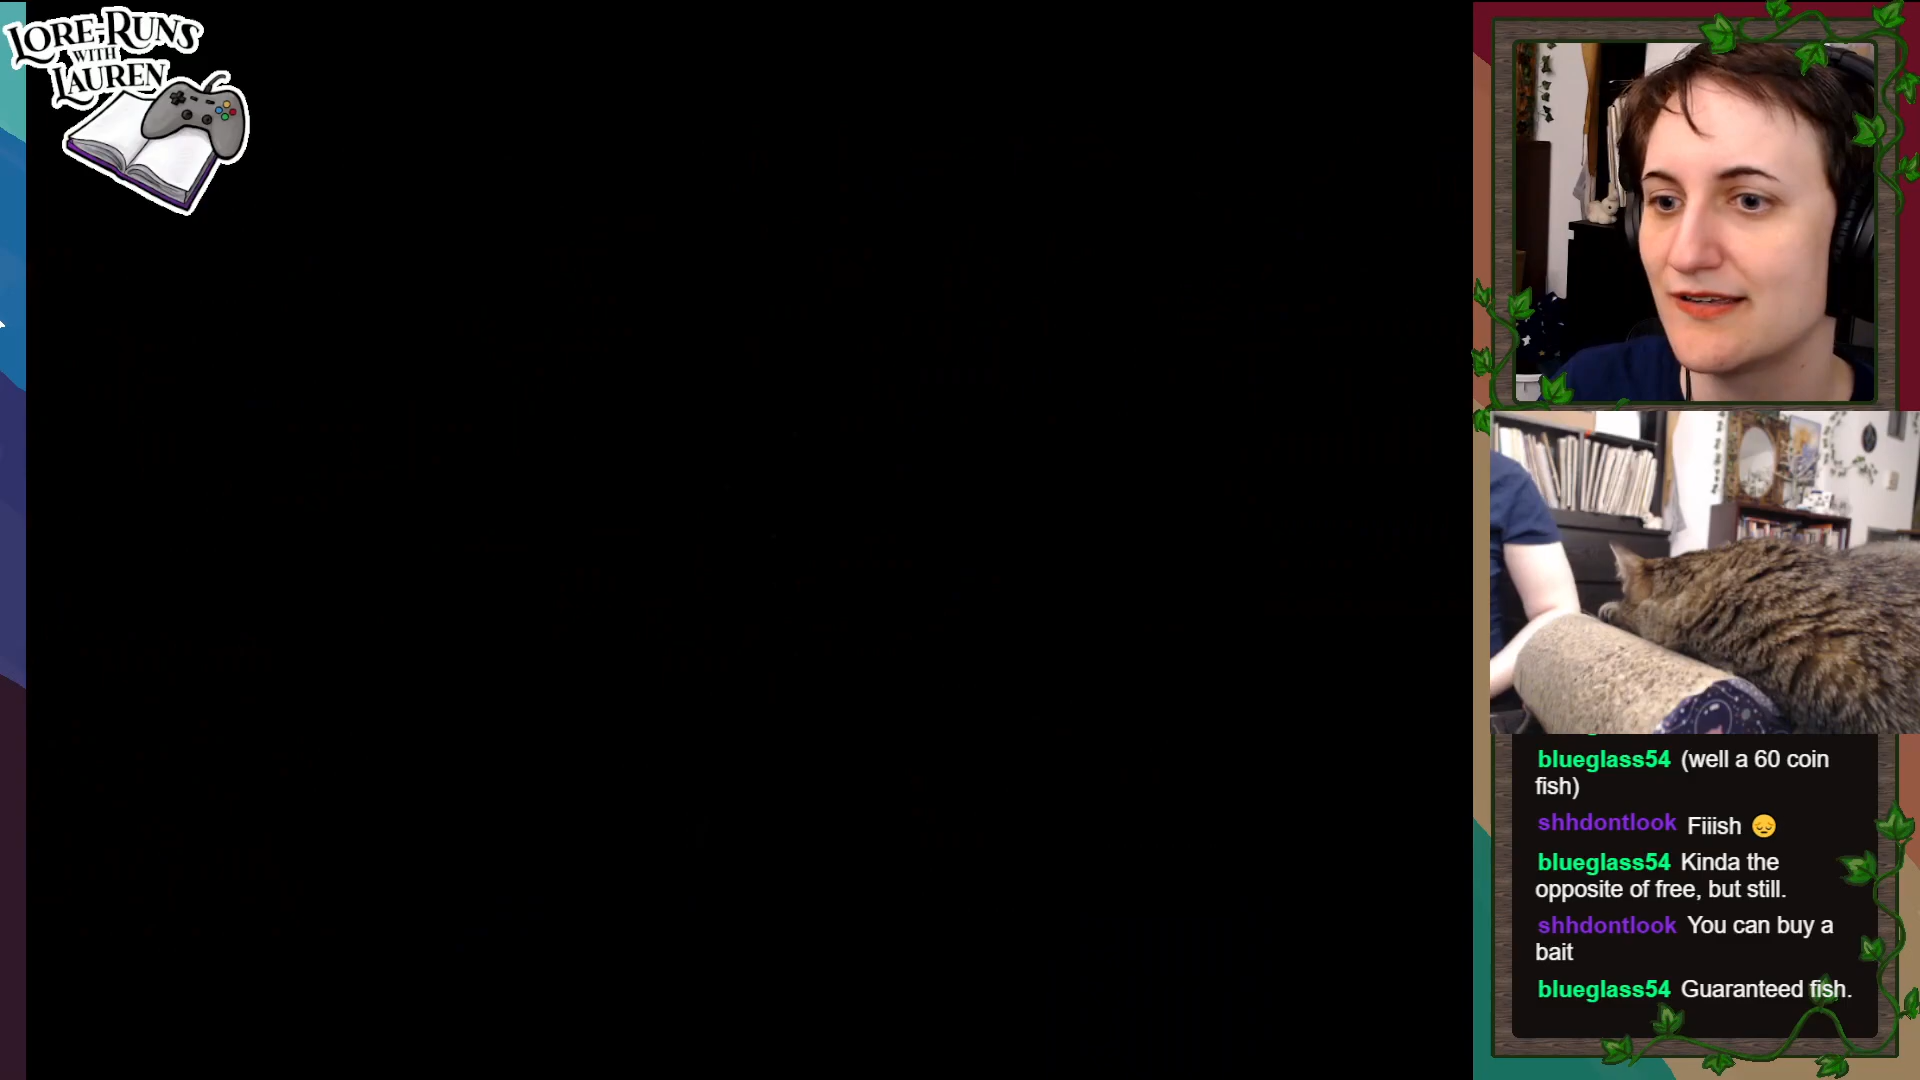 LORE-RUNS
WITH
LAUREN
blueglass54 (well a 60 coin
fish)
shhdontlook Fiiish 😔
blueglass54 Kinda the
opposite of free, but still.
shhdontlook You can buy a
bait
blueglass54 Guaranteed fish.